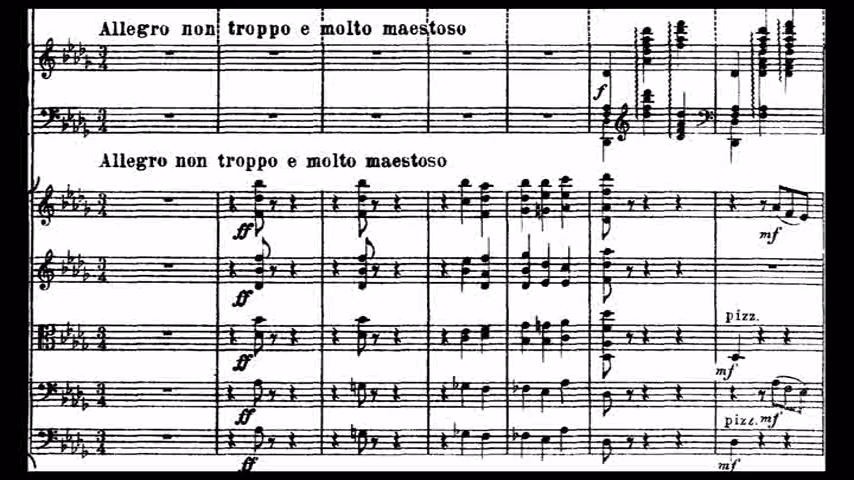 Allegro non troppo e molto maestoso
f
Allegro non troppo e molto maestoso
ff
mf
ff
pizz.
ff
mf
ff
pizz. mf
ff
mf